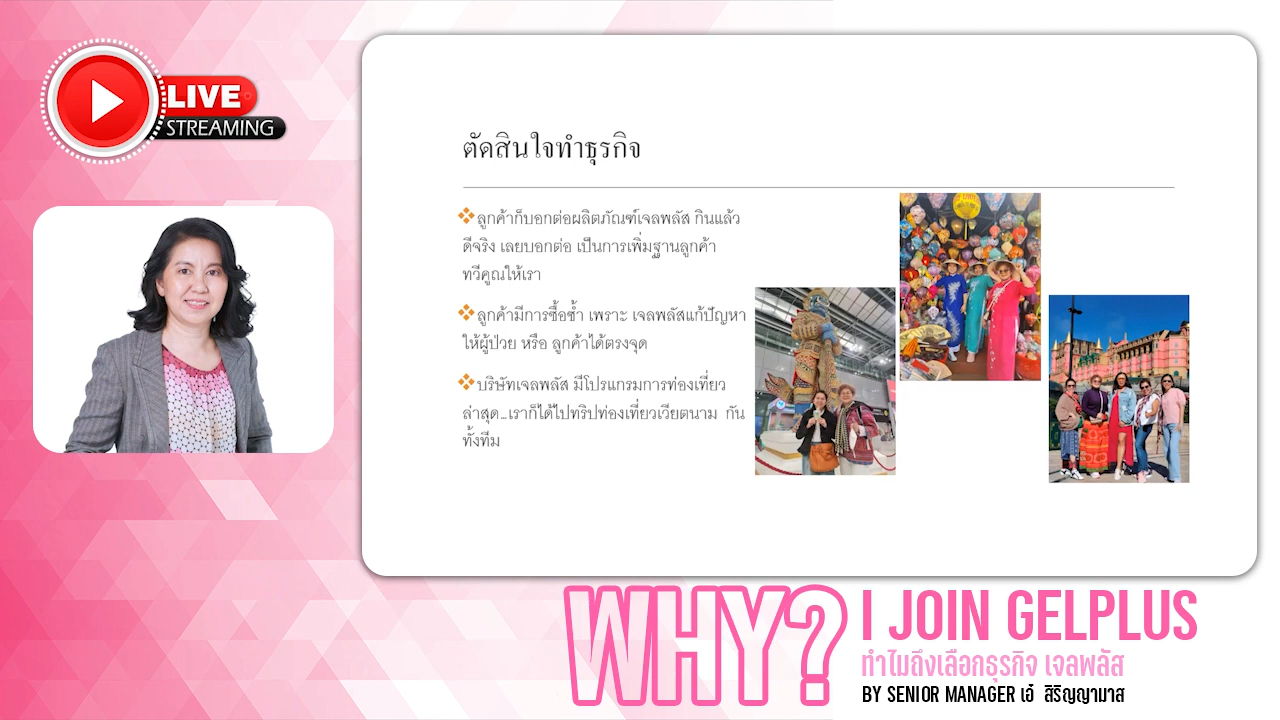 LIVE
STREAMING
ตัดสินใจทำธุรกิจ
ลูกค้าก็บอกต่อผลิตภัณฑ์เจลพลัส กินแล้ว
ดีจริง เลยบอกต่อ เป็นการเพิ่มฐานลูกค้า
ทวีคูณให้เรา
ลูกค้ามีการซื้อซ้ำ เพราะ เจลพลัสแก้ปัญหา
ให้ผู้ป่วย หรือ ลูกค้าได้ตรงจุด
บริษัทเจลพลัส มีโปรแกรมการท่องเที่ยว
ล่าสุด...เราก็ได้ไปทริปท่องเที่ยวเวียตนาม กัน
ทั้งทีม
WHY?
I JOIN GELPLUS
ทำไมถึงเลือกธุรกิจ เจลพลัส
BY SENIOR MANAGER เอ๋ สิริญญามาส